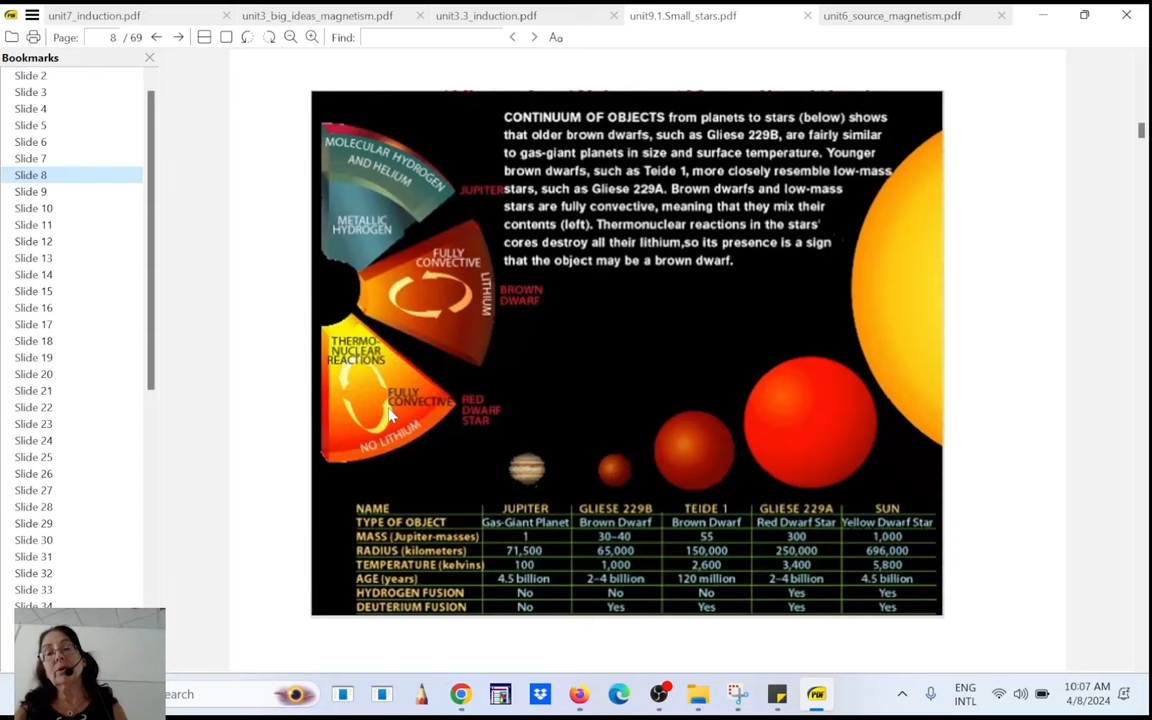 unit7_induction.pdf
unit3_big_ideas_magnetism.pdf
unit3.3_induction.pdf
unit9.1.Small_stars.pdf
unit6_source_magnetism.pdf
Page: 8 / 69
Find:
Aa
Bookmarks
Slide 2
Slide 3
Slide 4
Slide 5
Slide 6
Slide 7
Slide 8
Slide 9
Slide 10
Slide 11
Slide 12
Slide 13
Slide 14
Slide 15
Slide 16
Slide 17
Slide 18
Slide 19
Slide 20
Slide 21
Slide 22
Slide 23
Slide 24
Slide 25
Slide 26
Slide 27
Slide 28
Slide 29
Slide 30
Slide 31
Slide 32
Slide 33
Slide 34
CONTINUUM OF OBJECTS from planets to stars (below) shows
that older brown dwarfs, such as Gliese 229B, are fairly similar
to gas-giant planets in size and surface temperature. Younger
brown dwarfs, such as Teide 1, more closely resemble low-mass
stars, such as Gliese 229A. Brown dwarfs and low-mass
stars are fully convective, meaning that they mix their
contents (left). Thermonuclear reactions in the stars'
cores destroy all their lithium,so its presence is a sign
that the object may be a brown dwarf.
MOLECULAR HYDROGEN
AND HELIUM
METALLIC
HYDROGEN
JUPITER
FULLY
CONVECTIVE
LITHIUM
BROWN
DWARF
THERMO-
NUCLEAR
REACTIONS
FULLY
CONVECTIVE
NO LITHIUM
RED
DWARF
STAR
NAME JUPITER GLIESE 229B TEIDE 1 GLIESE 229A SUN
TYPE OF OBJECT Gas-Giant Planet Brown Dwarf Brown Dwarf Red Dwarf Star Yellow Dwarf Star
MASS (Jupiter-masses) 1 30–40 55 300 1,000
RADIUS (kilometers) 71,500 65,000 150,000 250,000 696,000
TEMPERATURE (kelvins) 100 1,000 2,600 3,400 5,800
AGE (years) 4.5 billion 2–4 billion 120 million 2–4 billion 4.5 billion
HYDROGEN FUSION No No No Yes Yes
DEUTERIUM FUSION No Yes Yes Yes Yes
earch
PDF
ENG
INTL
10:07 AM
4/8/2024